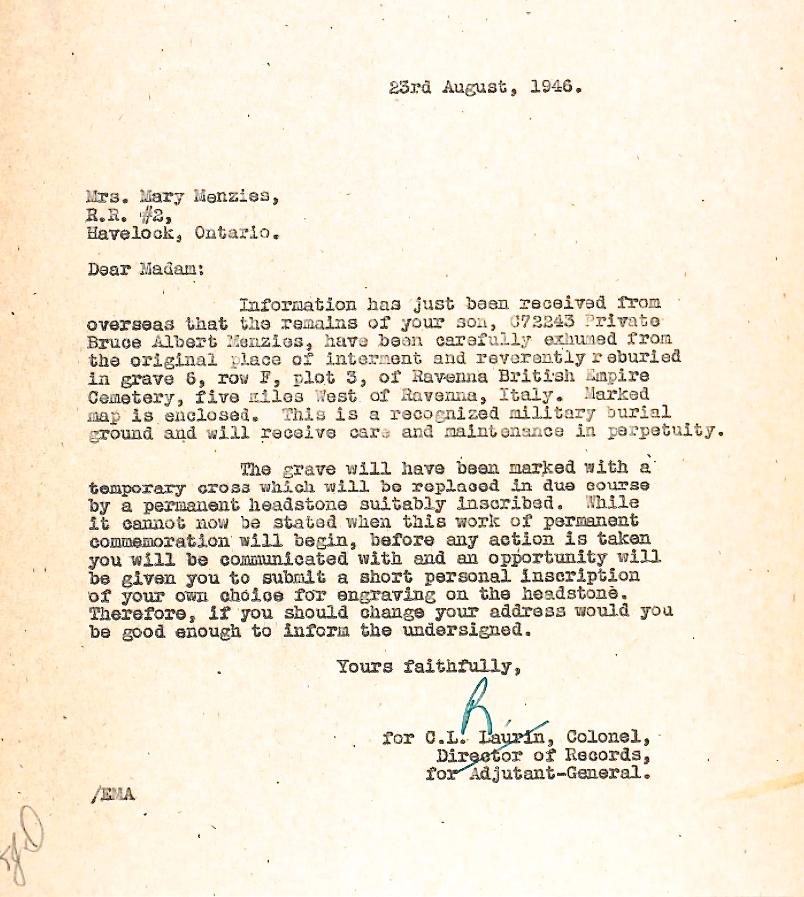 23rd August, 1946.
Mrs. Mary Menzies,
R.R. #2,
Havelock, Ontario.
Dear Madam:
Information has just been received from
overseas that the remains of your son, C72243 Private
Bruce Albert Menzies, have been carefully exhumed from
the original place of interment and reverently reburied
in grave 6, row F, plot 3, of Ravenna British Empire
Cemetery, five miles West of Ravenna, Italy. Marked
map is enclosed. This is a recognized military burial
ground and will receive care and maintenance in perpetuity.
The grave will have been marked with a
temporary cross which will be replaced in due course
by a permanent headstone suitably inscribed. While
it cannot now be stated when this work of permanent
commemoration will begin, before any action is taken
you will be communicated with and an opportunity will
be given you to submit a short personal inscription
of your own choice for engraving on the headstone.
Therefore, if you should change your address would you
be good enough to inform the undersigned.
Yours faithfully,
for C.L. Laurin, Colonel,
Director of Records,
for Adjutant-General.
/EMA